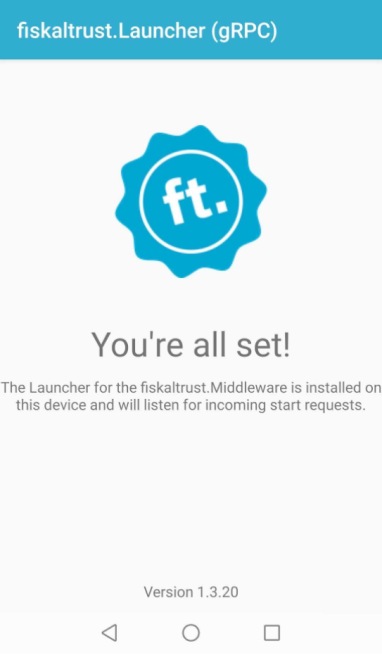 fiskaltrust.Launcher (gRPC)
ft.
You're all set!
The Launcher for the fiskaltrust.Middleware is installed on
this device and will listen for incoming start requests.
Version 1.3.20